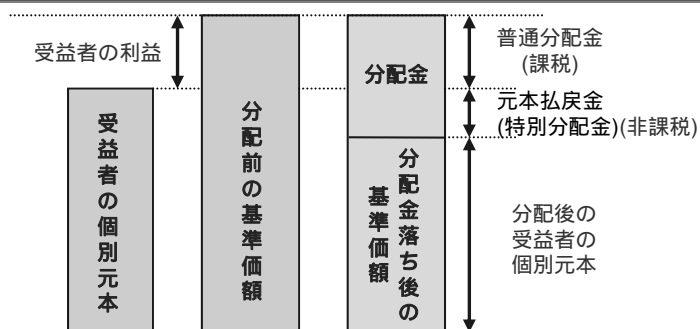 受益者の利益
受益者の個別元本
分配前の基準価額
分配金
分配金落ち後の
基準価額
普通分配金
(課税)
元本払戻金
(特別分配金)(非課税)
分配後の
受益者の
個別元本